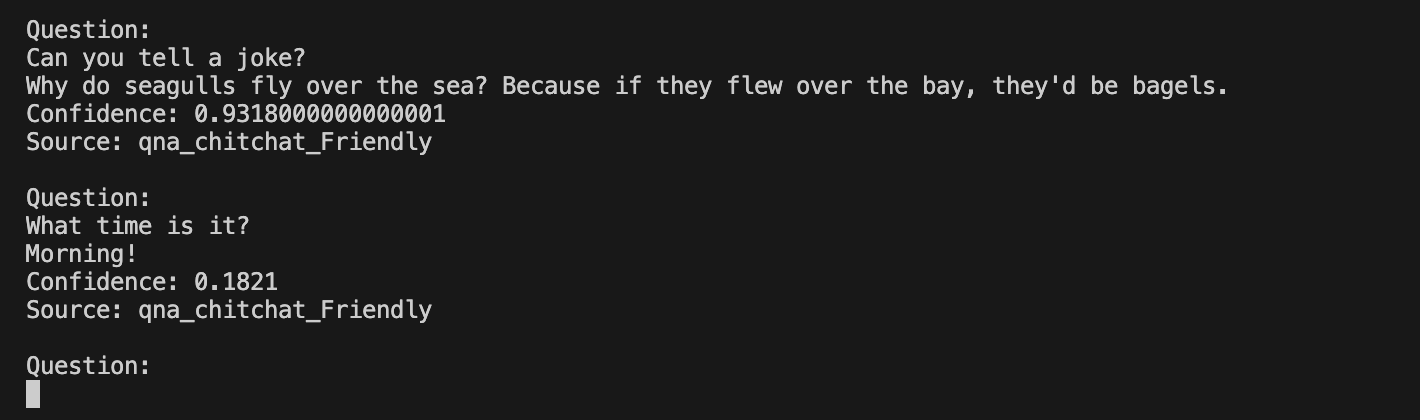 Question:
Can you tell a joke?
Why do seagulls fly over the sea? Because if they flew over the bay, they'd be bagels.
Confidence: 0.9318000000000001
Source: qna_chitchat_Friendly
Question:
What time is it?
Morning!
Confidence: 0.1821
Source: qna_chitchat_Friendly
Question: